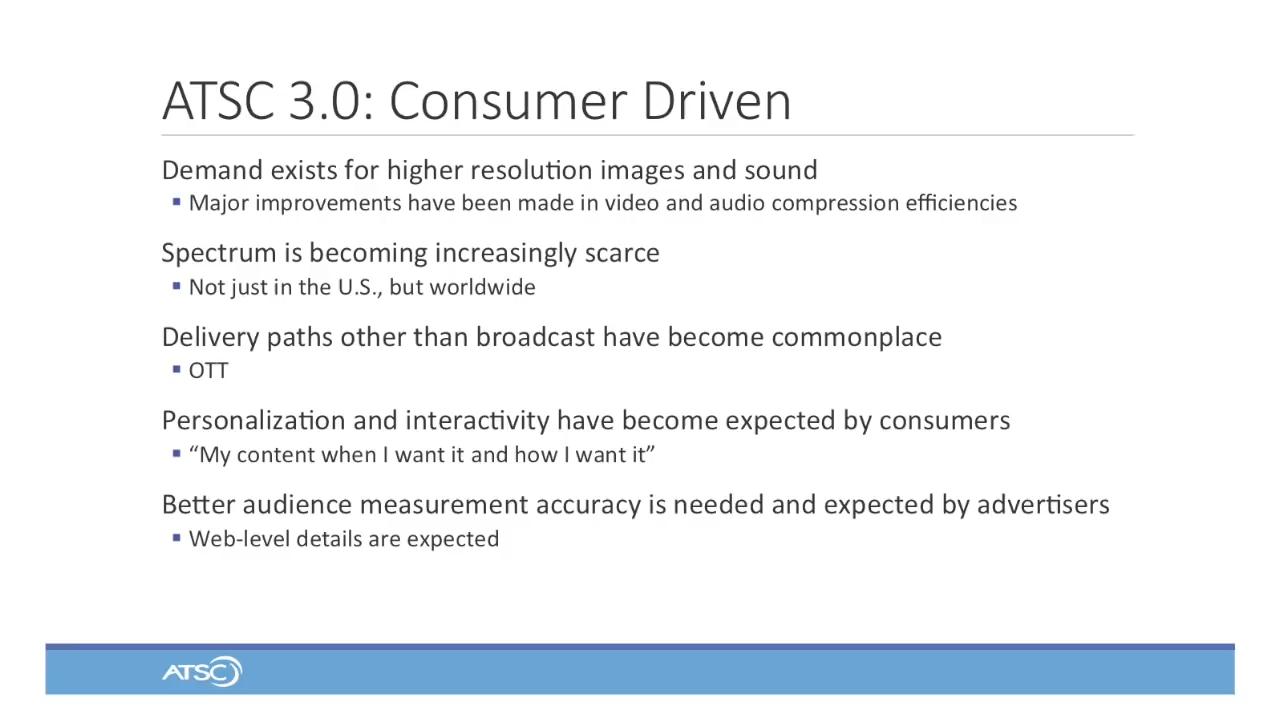 ATSC 3.0: Consumer Driven
Demand exists for higher resolution images and sound
▪ Major improvements have been made in video and audio compression efficiencies
Spectrum is becoming increasingly scarce
▪ Not just in the U.S., but worldwide
Delivery paths other than broadcast have become commonplace
▪ OTT
Personalization and interactivity have become expected by consumers
▪ “My content when I want it and how I want it”
Better audience measurement accuracy is needed and expected by advertisers
▪ Web-level details are expected
ATSC